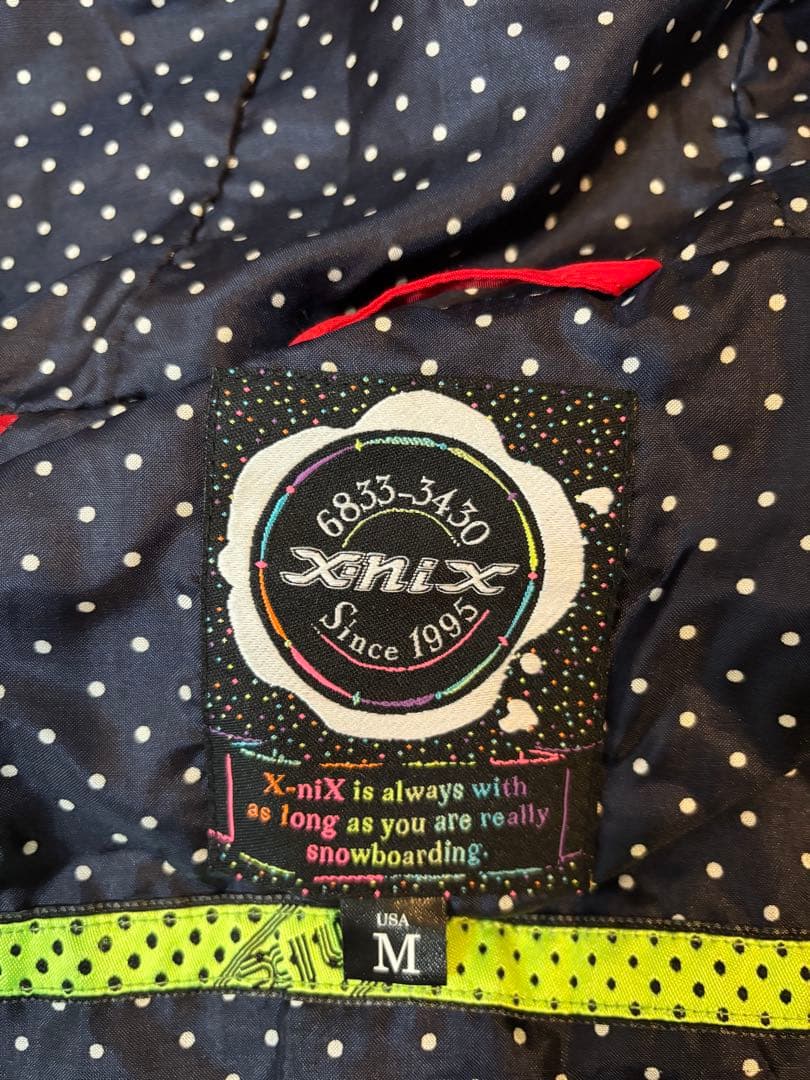 6833-3430
X-niX
Since 1995
X-niX is always with
as long as you are really
snowboarding.
USA
M